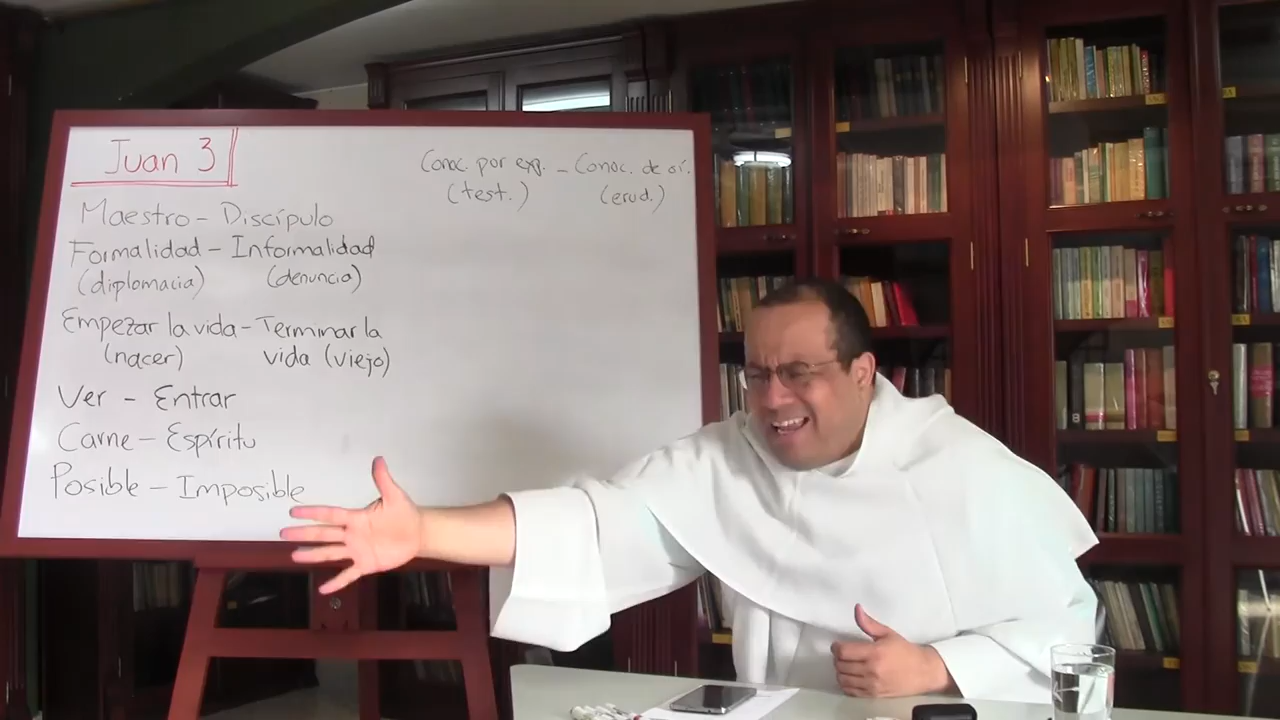 Juan 3
Maestro - Discípulo
Formalidad - Informalidad
(diplomacia) (denuncia)
Empezar la vida - Terminar la
(nacer) vida (viejo)
Ver - Entrar
Carne - Espíritu
Posible - Imposible
Conoc. por exp. - Conoc. de oí.
(test.) (erud.)